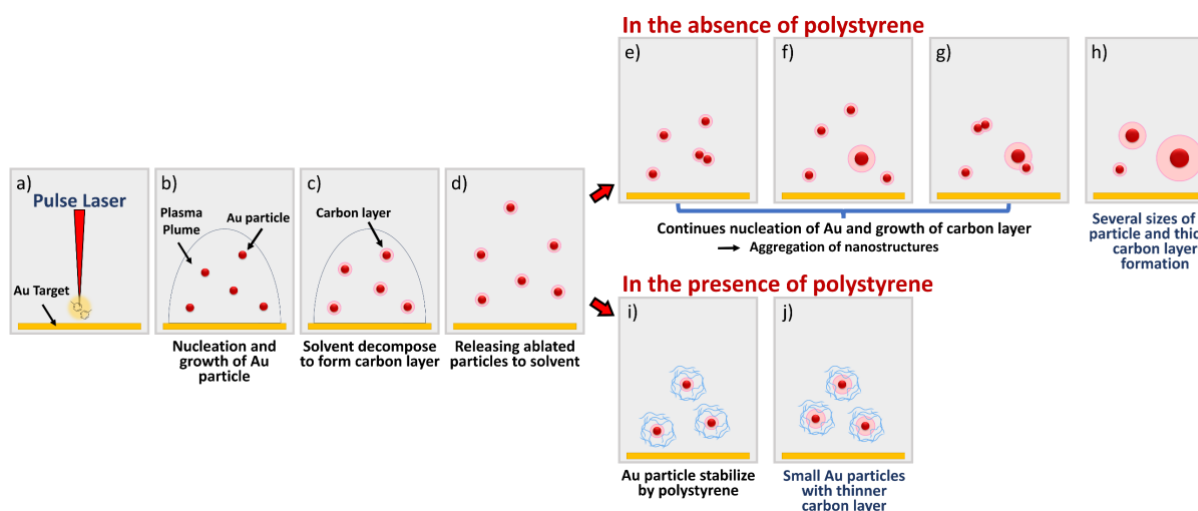 In the absence of polystyrene
e)
f)
g)
h)
a)
Pulse Laser
Au Target
b)
Plasma
Plume
Au particle
c)
Carbon layer
d)
Nucleation and
growth of Au
particle
Solvent decompose
to form carbon layer
Releasing ablated
particles to solvent
Continues nucleation of Au and growth of carbon layer
Aggregation of nanostructures
Several sizes of
particle and
carbon layer
formation
In the presence of polystyrene
i)
j)
Au particle stabilize
by polystyrene
Small Au particles
with thinner
carbon layer